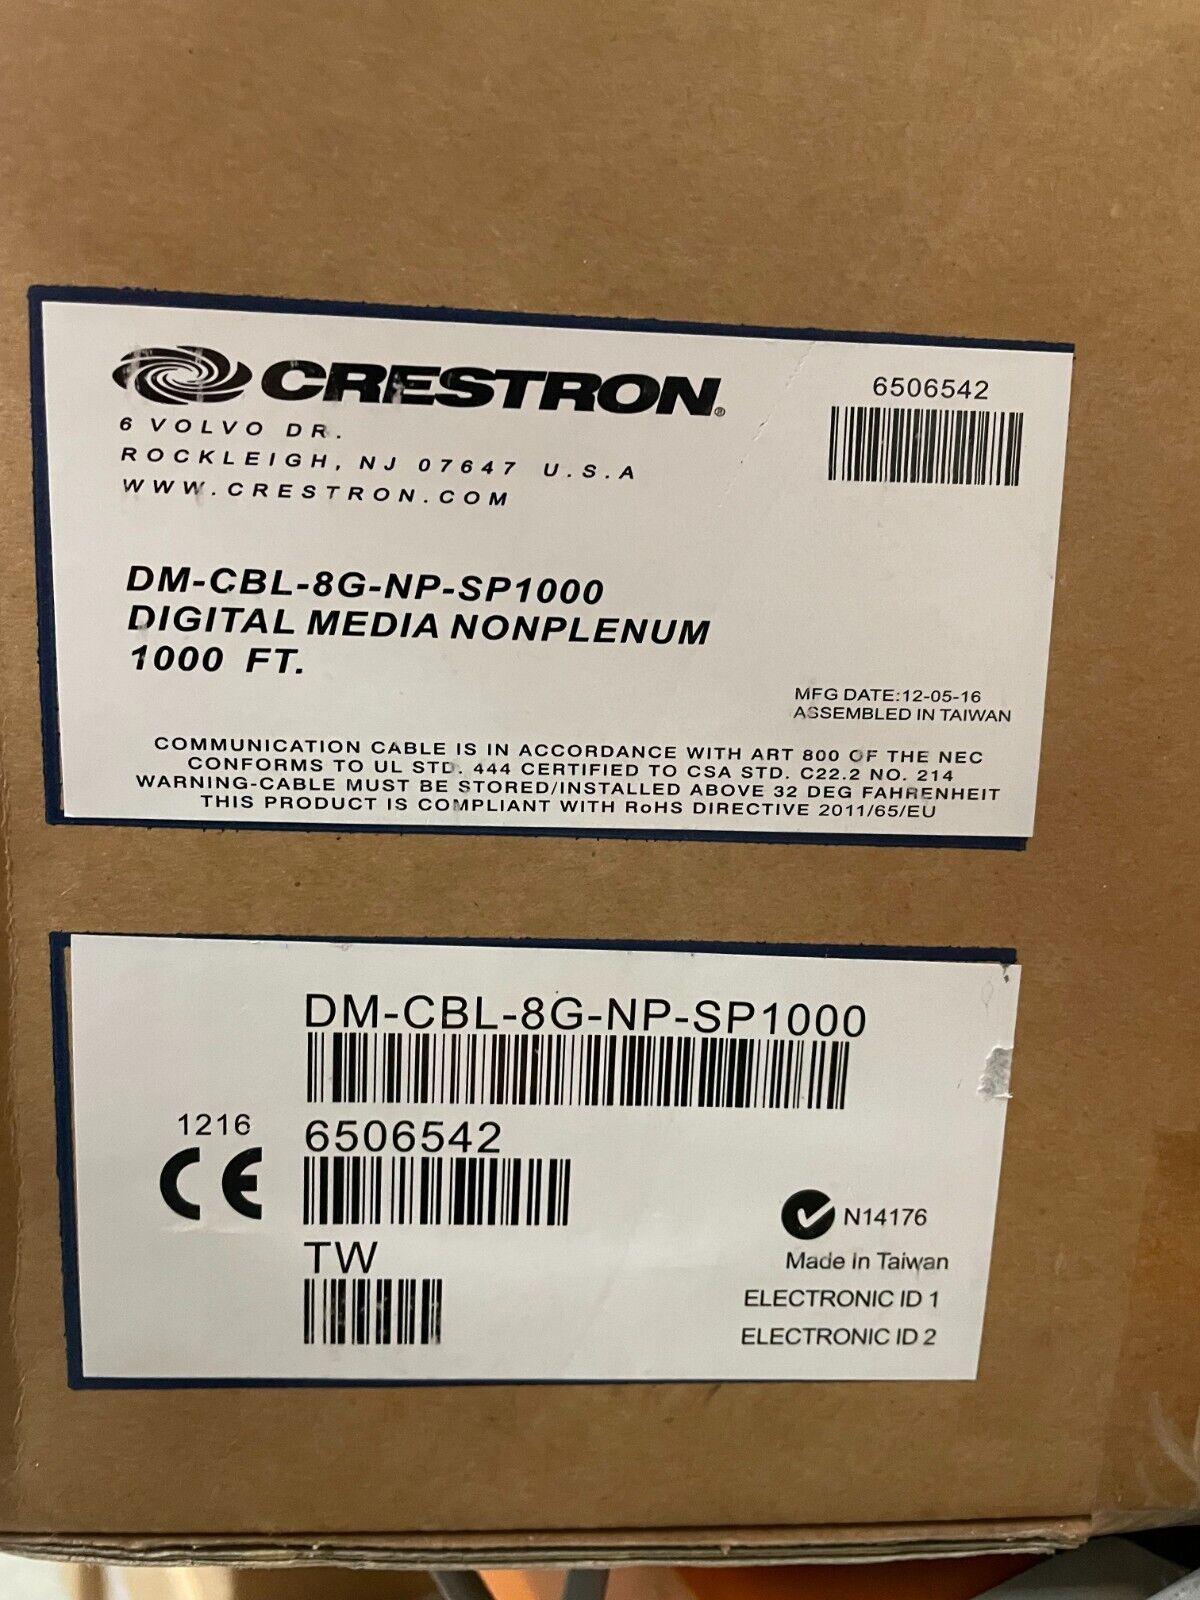 CRESTRON®
6506542
6 VOLVO DR.
ROCKLEIGH, NJ 07647 U.S.A
WWW.CRESTRON.COM
DM-CBL-8G-NP-SP1000
DIGITAL MEDIA NONPLENUM
1000 FT.
MFG DATE:12-05-16
ASSEMBLED IN TAIWAN
COMMUNICATION CABLE IS IN ACCORDANCE WITH ART 800 OF THE NEC
CONFORMS TO UL STD. 444 CERTIFIED TO CSA STD. C22.2 NO. 214
WARNING-CABLE MUST BE STORED/INSTALLED ABOVE 32 DEG FAHRENHEIT
THIS PRODUCT IS COMPLIANT WITH RoHS DIRECTIVE 2011/65/EU
DM-CBL-8G-NP-SP1000
1216
CE
6506542
TW
N14176
Made In Taiwan
ELECTRONIC ID 1
ELECTRONIC ID 2